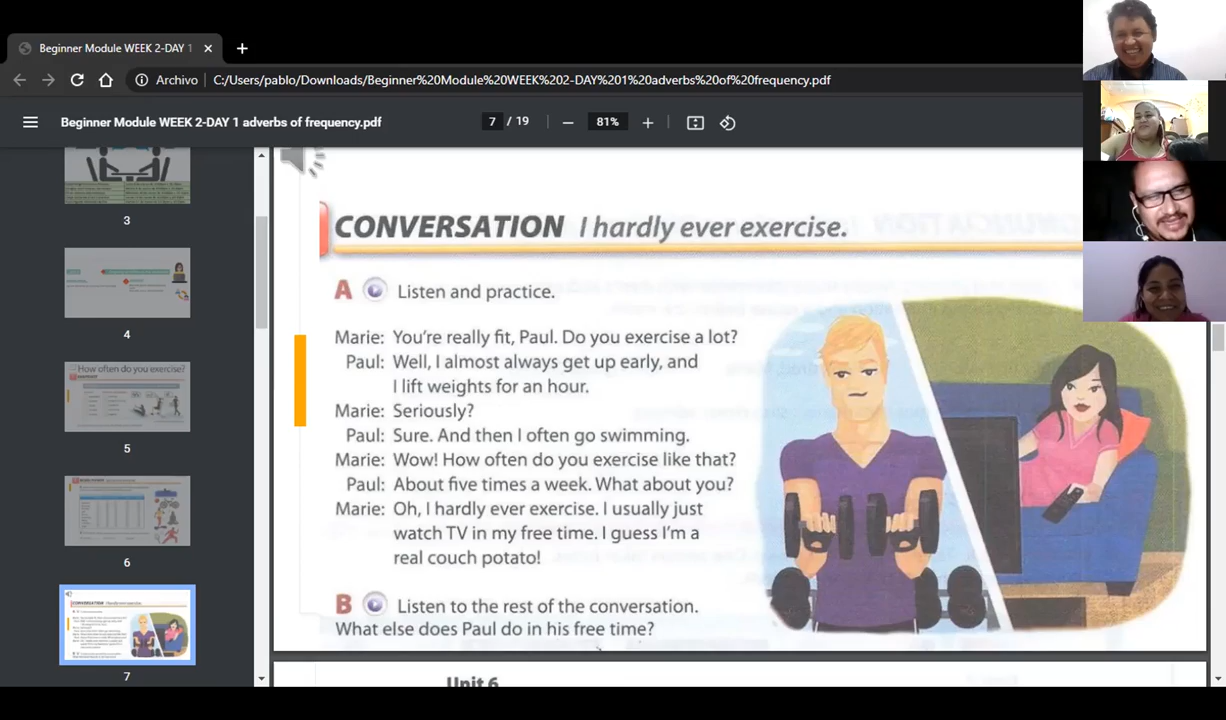 Beginner Module WEEK 2-DAY 1
Archivo C:/Users/pablo/Downloads/Beginner%20Module%20WEEK%202-DAY%201%20adverbs%20of%20frequency.pdf
Beginner Module WEEK 2-DAY 1 adverbs of frequency.pdf
7 / 19
81%
3
4
How often do you exercise?
5
6
7
CONVERSATION I hardly ever exercise.
A Listen and practice.
Marie: You're really fit, Paul. Do you exercise a lot?
Paul: Well, I almost always get up early, and
I lift weights for an hour.
Marie: Seriously?
Paul: Sure. And then I often go swimming.
Marie: Wow! How often do you exercise like that?
Paul: About five times a week. What about you?
Marie: Oh, I hardly ever exercise. I usually just
watch TV in my free time. I guess I'm a
real couch potato!
B Listen to the rest of the conversation.
What else does Paul do in his free time?
Unit 6